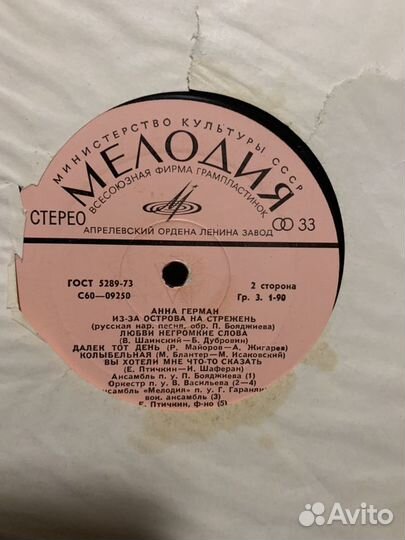 МИНИСТЕРСТВО КУЛЬТУРЫ СССР
МЕЛОДИЯ
ВСЕСОЮЗНАЯ ФИРМА ГРАМПЛАСТИНОК
СТЕРЕО
33
АПРЕЛЕВСКИЙ ОРДЕНА ЛЕНИНА ЗАВОД
ГОСТ 5289-73
2 сторона
С60—09250
Гр. 3. 1-90
АННА ГЕРМАН
ИЗ-ЗА ОСТРОВА НА СТРЕЖЕНЬ
(русская нар. песня, обр. П. Бояджиева)
ЛЮБВИ НЕГРОМКИЕ СЛОВА
(В. Шаинский—Б. Дубровин)
ДАЛЕК ТОТ ДЕНЬ (Р. Майоров—А. Жигарев)
КОЛЫБЕЛЬНАЯ (М. Блантер—М. Исаковский)
ВЫ ХОТЕЛИ МНЕ ЧТО-ТО СКАЗАТЬ
(Е. Птичкин—И. Шаферан)
Ансамбль п. у. П. Бояджиева (1)
Оркестр п. у. В. Васильева (2—4)
нсамбль «Мелодия» п. у. Г. Гараняна
вок. ансамбль (3)
Е. Птичкин, ф-но (5)
Avito